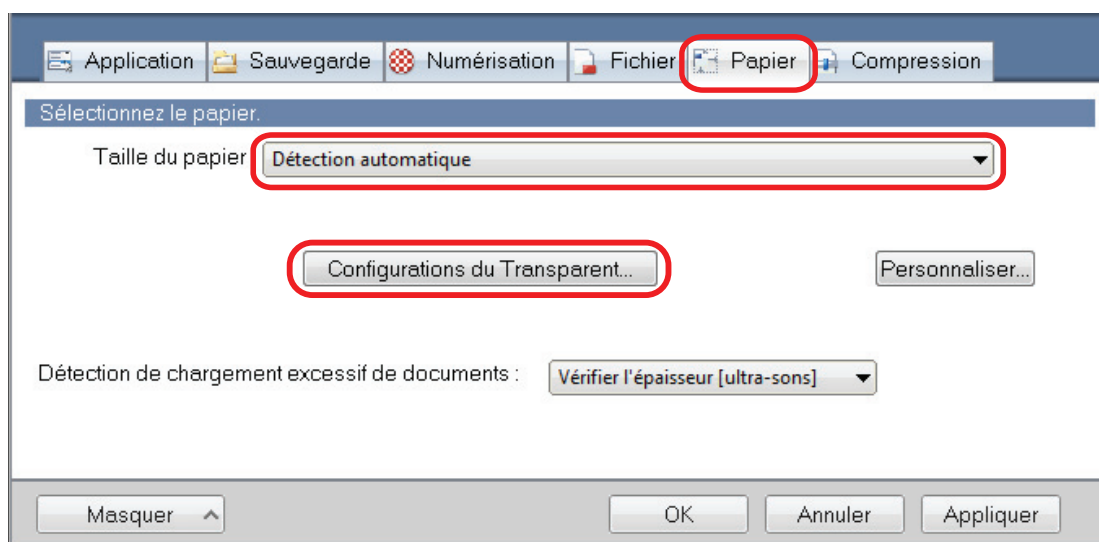 Application Sauvegarde Numérisation Fichier Papier Compression
Sélectionnez le papier.
Taille du papier Détection automatique
Configurations du Transparent... Personnaliser...
Détection de chargement excessif de documents : Vérifier l'épaisseur [ultra-sons]
Masquer OK Annuler Appliquer